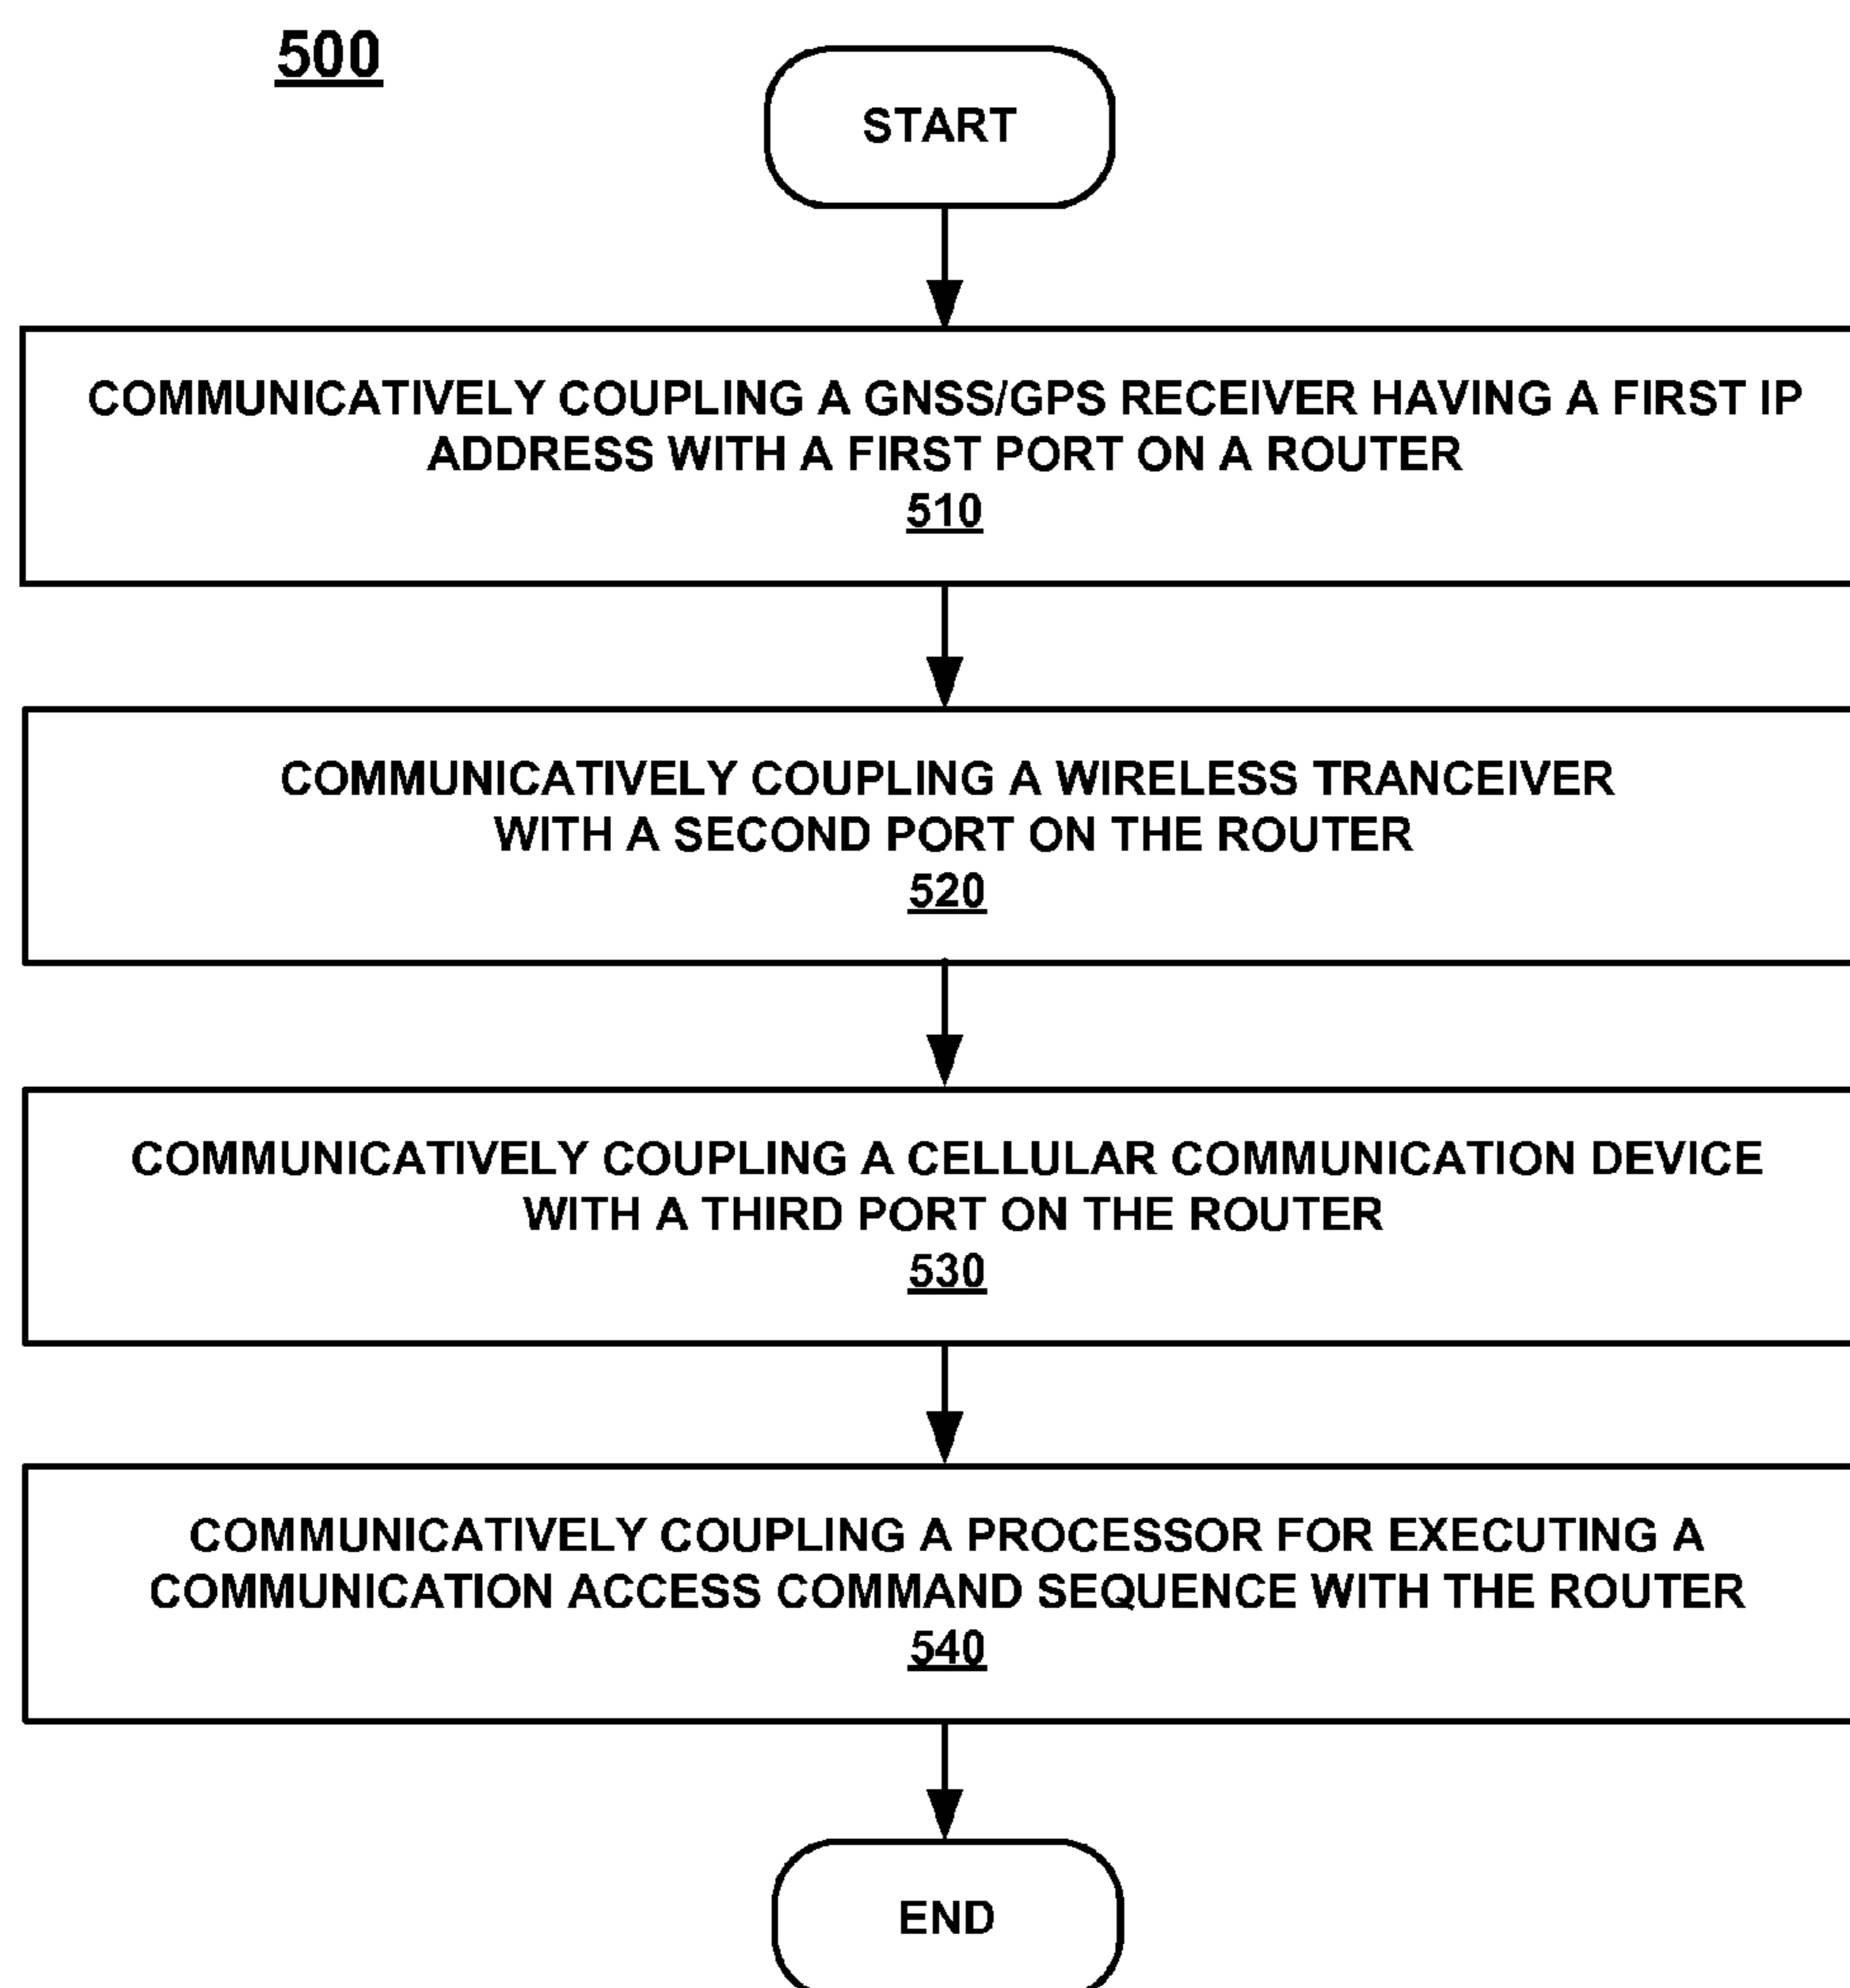 500
START
COMMUNICATIVELY COUPLING A GNSS/GPS RECEIVER HAVING A FIRST IP
ADDRESS WITH A FIRST PORT ON A ROUTER
510
COMMUNICATIVELY COUPLING A WIRELESS TRANCEIVER
WITH A SECOND PORT ON THE ROUTER
520
COMMUNICATIVELY COUPLING A CELLULAR COMMUNICATION DEVICE
WITH A THIRD PORT ON THE ROUTER
530
COMMUNICATIVELY COUPLING A PROCESSOR FOR EXECUTING A
COMMUNICATION ACCESS COMMAND SEQUENCE WITH THE ROUTER
540
END